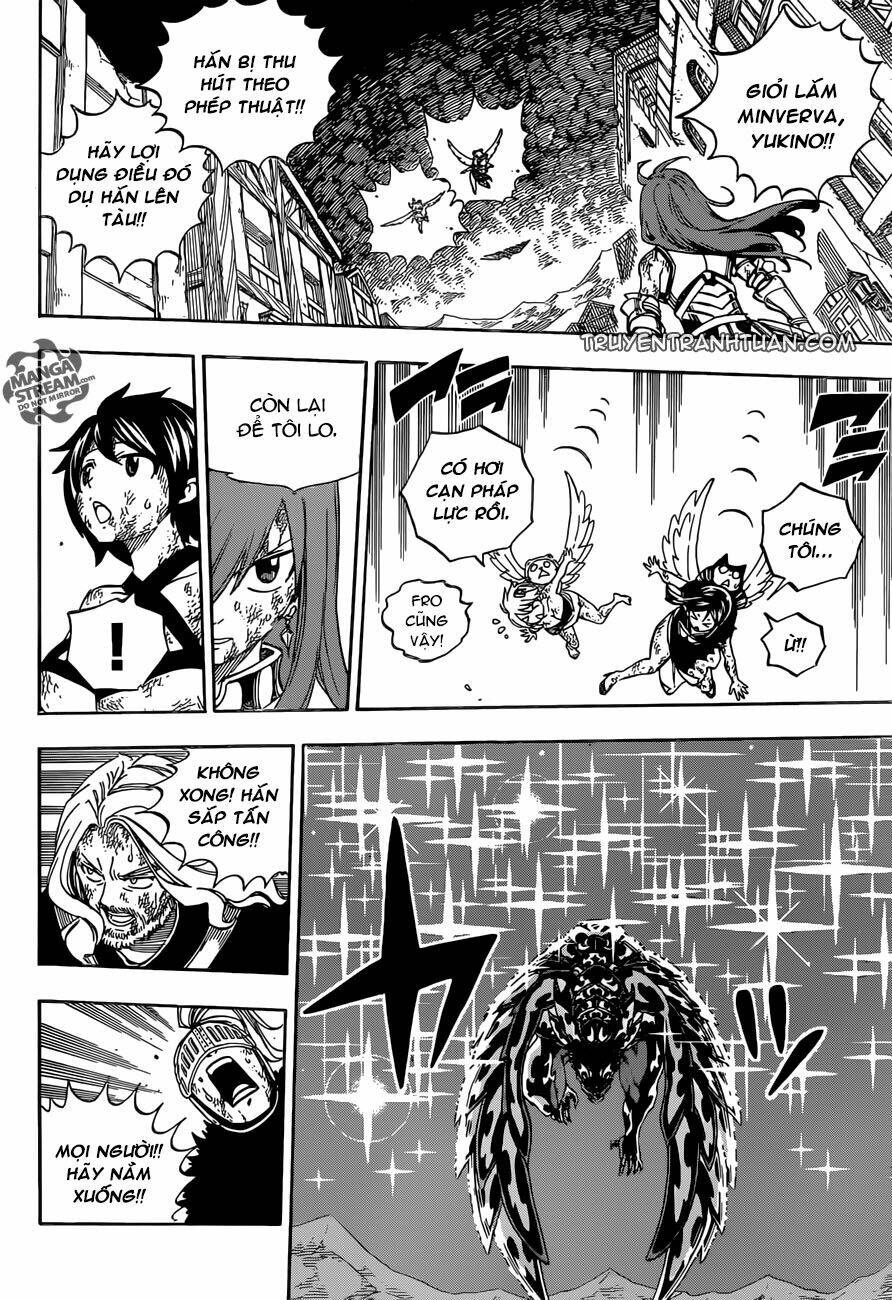 GIỎI LẮM
MINVERVA,
YUKINO!!
HẮN BỊ THU
HÚT THEO
PHÉP THUẬT!!
HÃY LỢI
DỤNG ĐIỀU ĐÓ
DỤ HẮN LÊN
TÀU!!
TRUYENTRANHTUAN.COM
MANGA
STREAM.com
DO NOT MIRROR
CHÚNG
TÔI...
Ừ!!
CÓ HƠI
CẠN PHÁP
LỰC RỒI.
FRO
CŨNG
VẬY!
CÒN LẠI
ĐỂ TÔI LO.
!
KHÔNG
XONG! HẮN
SẮP TẤN
CÔNG!!
MỌI NGƯỜI!!
HÃY NẰM
XUỐNG!!